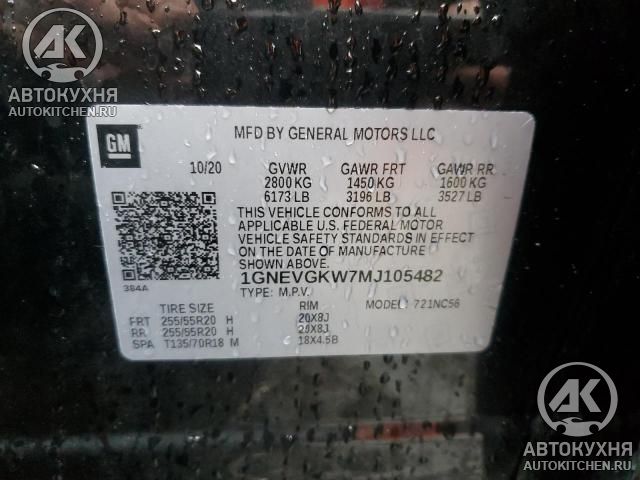 AK
АВТОКУХНЯ
AUTOKITCHEN.RU
GM
MFD BY GENERAL MOTORS LLC
10/20 GVWR GAWR FRT GAWR RR
2800 KG 1450 KG 1600 KG
6173 LB 3196 LB 3527 LB
THIS VEHICLE CONFORMS TO ALL
APPLICABLE U.S. FEDERAL MOTOR
VEHICLE SAFETY STANDARDS IN EFFECT
ON THE DATE OF MANUFACTURE
SHOWN ABOVE.
384A
1GNEVGKW7MJ105482
TYPE: M.P.V. MODEL: 721NC56
TIRE SIZE RIM
FRT 255/55R20 H 20X8J
RR 255/55R20 H 20X8J
SPA T135/70R18 M 18X4.5B
AK
АВТОКУХНЯ
AUTOKITCHEN.RU